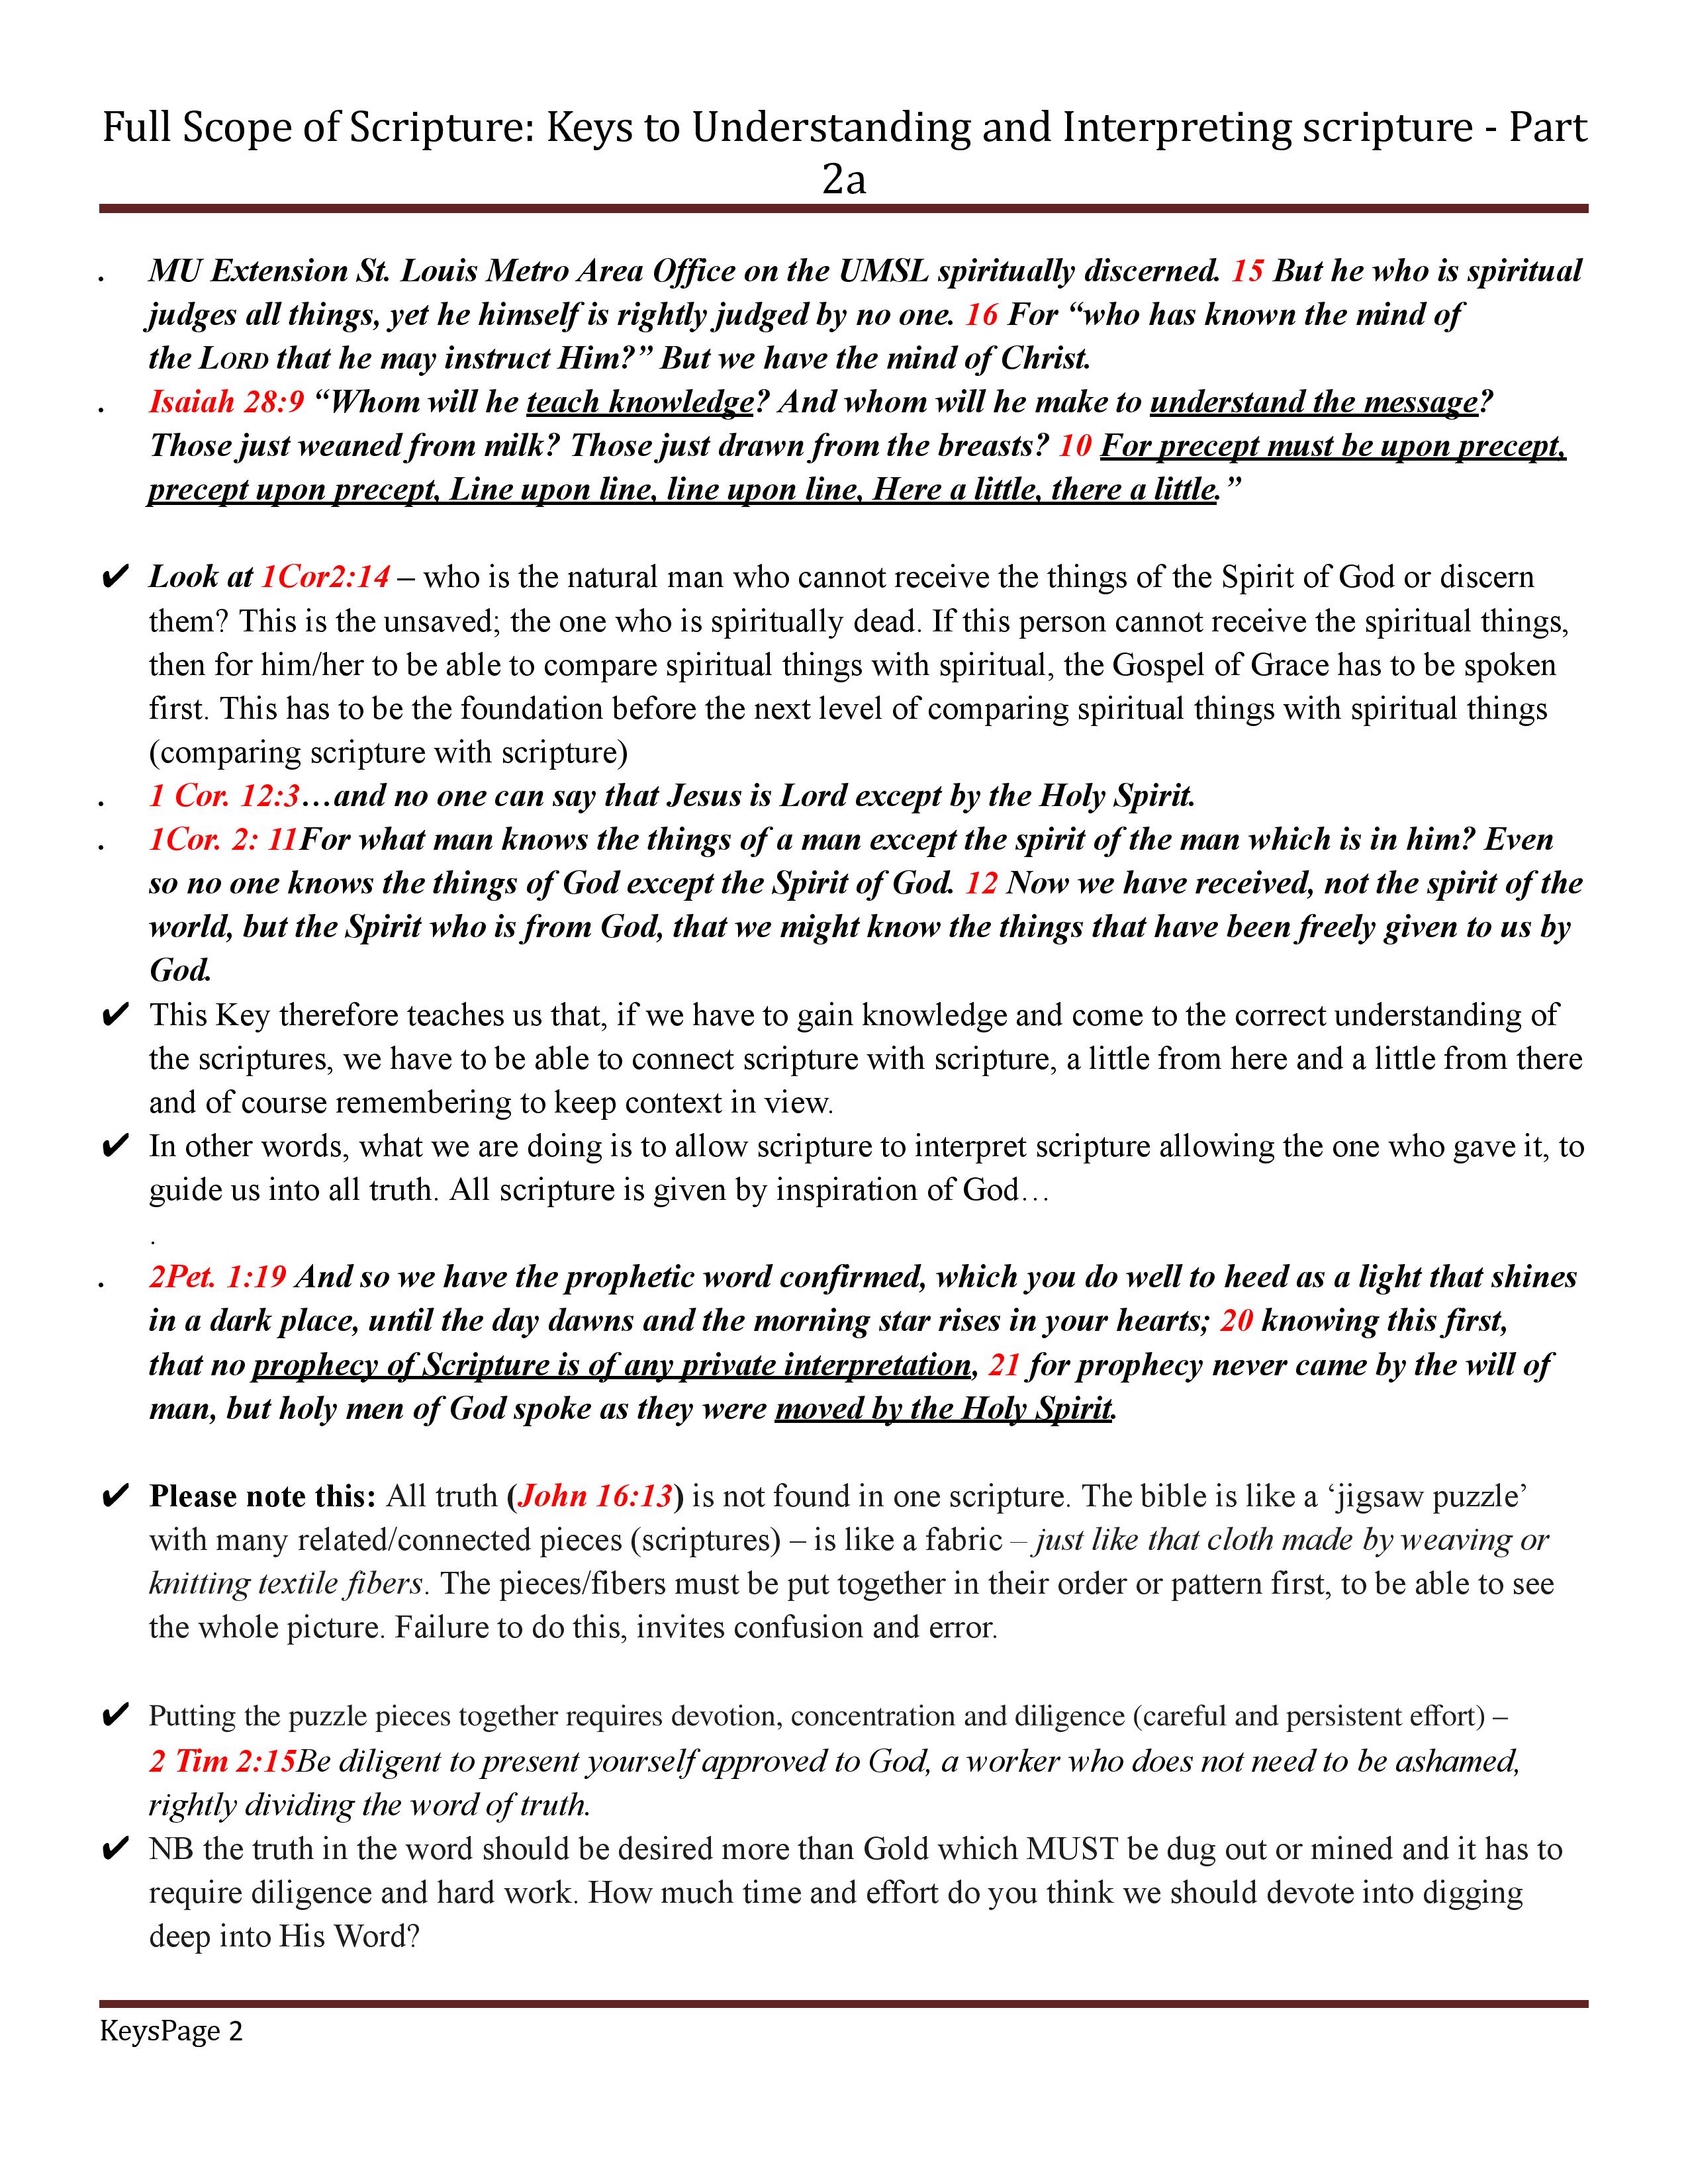 Full Scope of Scripture: Keys to Understanding and Interpreting scripture - Part
2a
. MU Extension St. Louis Metro Area Office on the UMSL spiritually discerned. 15 But he who is spiritual
judges all things, yet he himself is rightly judged by no one. 16 For “who has known the mind of
the LORD that he may instruct Him?” But we have the mind of Christ.
. Isaiah 28:9 “Whom will he teach knowledge? And whom will he make to understand the message?
Those just weaned from milk? Those just drawn from the breasts? 10 For precept must be upon precept,
precept upon precept, Line upon line, line upon line, Here a little, there a little.”
✔ Look at 1Cor2:14 – who is the natural man who cannot receive the things of the Spirit of God or discern
them? This is the unsaved; the one who is spiritually dead. If this person cannot receive the spiritual things,
then for him/her to be able to compare spiritual things with spiritual, the Gospel of Grace has to be spoken
first. This has to be the foundation before the next level of comparing spiritual things with spiritual things
(comparing scripture with scripture)
. 1 Cor. 12:3…and no one can say that Jesus is Lord except by the Holy Spirit.
. 1Cor. 2: 11For what man knows the things of a man except the spirit of the man which is in him? Even
so no one knows the things of God except the Spirit of God. 12 Now we have received, not the spirit of the
world, but the Spirit who is from God, that we might know the things that have been freely given to us by
God.
✔ This Key therefore teaches us that, if we have to gain knowledge and come to the correct understanding of
the scriptures, we have to be able to connect scripture with scripture, a little from here and a little from there
and of course remembering to keep context in view.
✔ In other words, what we are doing is to allow scripture to interpret scripture allowing the one who gave it, to
guide us into all truth. All scripture is given by inspiration of God…
.
. 2Pet. 1:19 And so we have the prophetic word confirmed, which you do well to heed as a light that shines
in a dark place, until the day dawns and the morning star rises in your hearts; 20 knowing this first,
that no prophecy of Scripture is of any private interpretation, 21 for prophecy never came by the will of
man, but holy men of God spoke as they were moved by the Holy Spirit.
✔ Please note this: All truth (John 16:13) is not found in one scripture. The bible is like a ‘jigsaw puzzle’
with many related/connected pieces (scriptures) – is like a fabric – just like that cloth made by weaving or
knitting textile fibers. The pieces/fibers must be put together in their order or pattern first, to be able to see
the whole picture. Failure to do this, invites confusion and error.
✔ Putting the puzzle pieces together requires devotion, concentration and diligence (careful and persistent effort) –
2 Tim 2:15Be diligent to present yourself approved to God, a worker who does not need to be ashamed,
rightly dividing the word of truth.
✔ NB the truth in the word should be desired more than Gold which MUST be dug out or mined and it has to
require diligence and hard work. How much time and effort do you think we should devote into digging
deep into His Word?
KeysPage 2